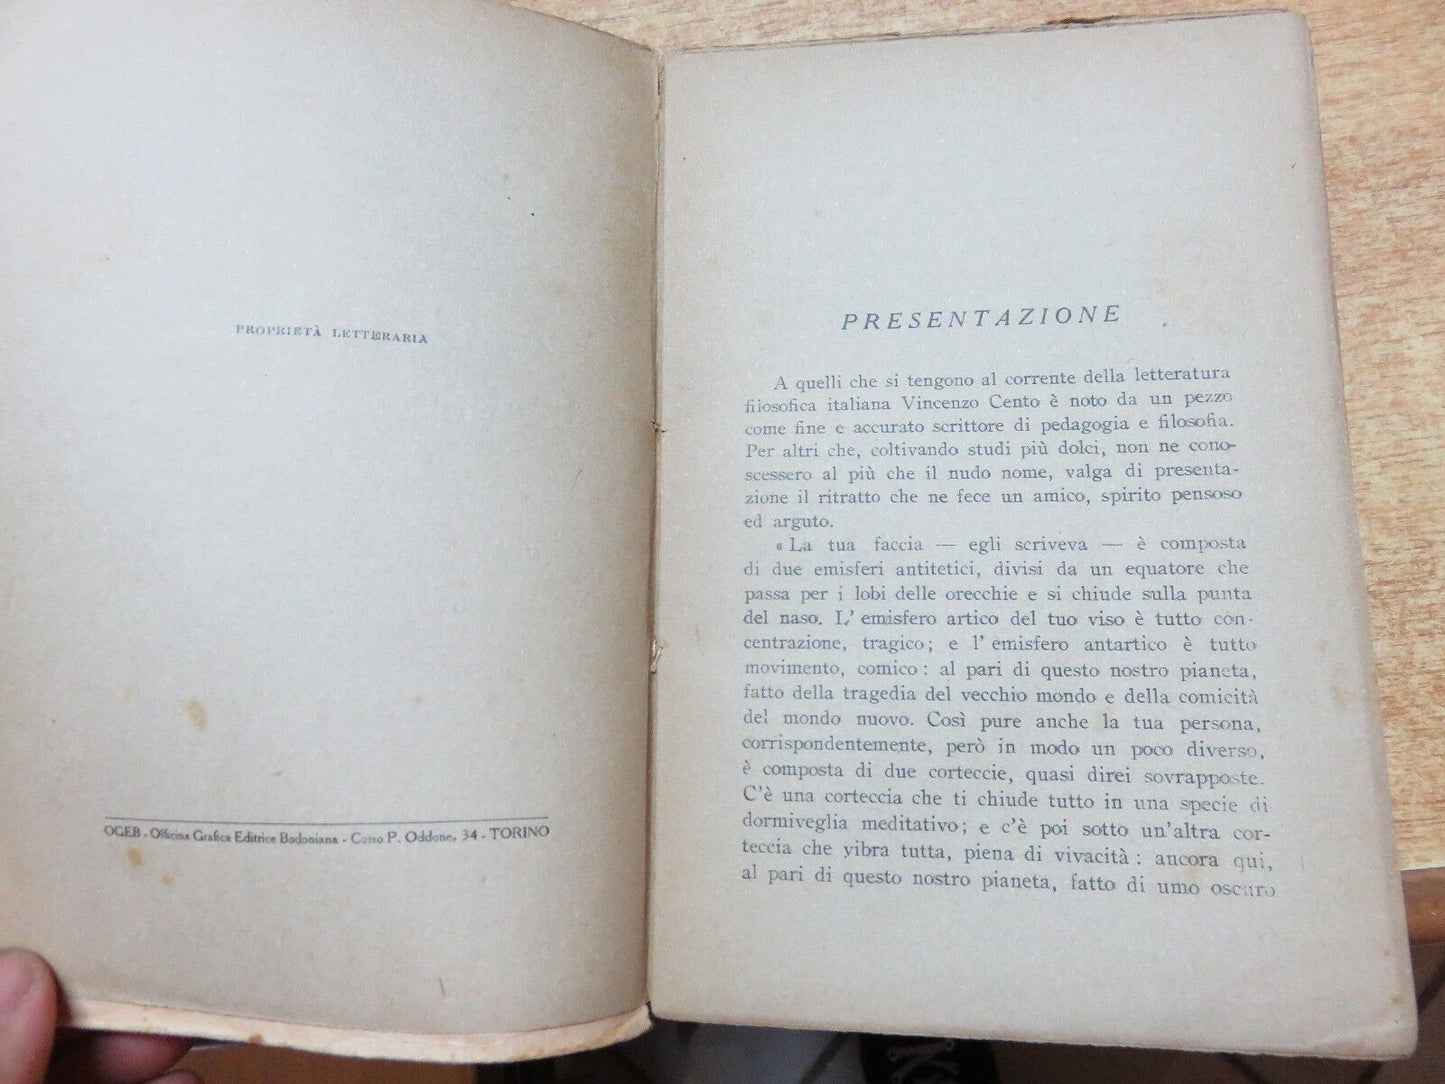 PROPRIETÀ LETTERARIA
OGEB - Officina Grafica Editrice Bodoniana - Corso P. Oddone, 34 - TORINO
PRESENTAZIONE
A quelli che si tengono al corrente della letteratura
filosofica italiana Vincenzo Cento è noto da un pezzo
come fine e accurato scrittore di pedagogia e filosofia.
Per altri che, coltivando studi più dolci, non ne cono-
scessero al più che il nudo nome, valga di presenta-
zione il ritratto che ne fece un amico, spirito pensoso
ed arguto.
« La tua faccia — egli scriveva — è composta
di due emisferi antitetici, divisi da un equatore che
passa per i lobi delle orecchie e si chiude sulla punta
del naso. L' emisfero artico del tuo viso è tutto con-
centrazione, tragico; e l' emisfero antartico è tutto
movimento, comico: al pari di questo nostro pianeta,
fatto della tragedia del vecchio mondo e della comicità
del mondo nuovo. Così pure anche la tua persona,
corrispondentemente, però in modo un poco diverso,
è composta di due corteccie, quasi direi sovrapposte.
C'è una corteccia che ti chiude tutto in una specie di
dormiveglia meditativo; e c'è poi sotto un'altra cor-
teccia che vibra tutta, piena di vivacità: ancora qui,
al pari di questo nostro pianeta, fatto di umo oscuro